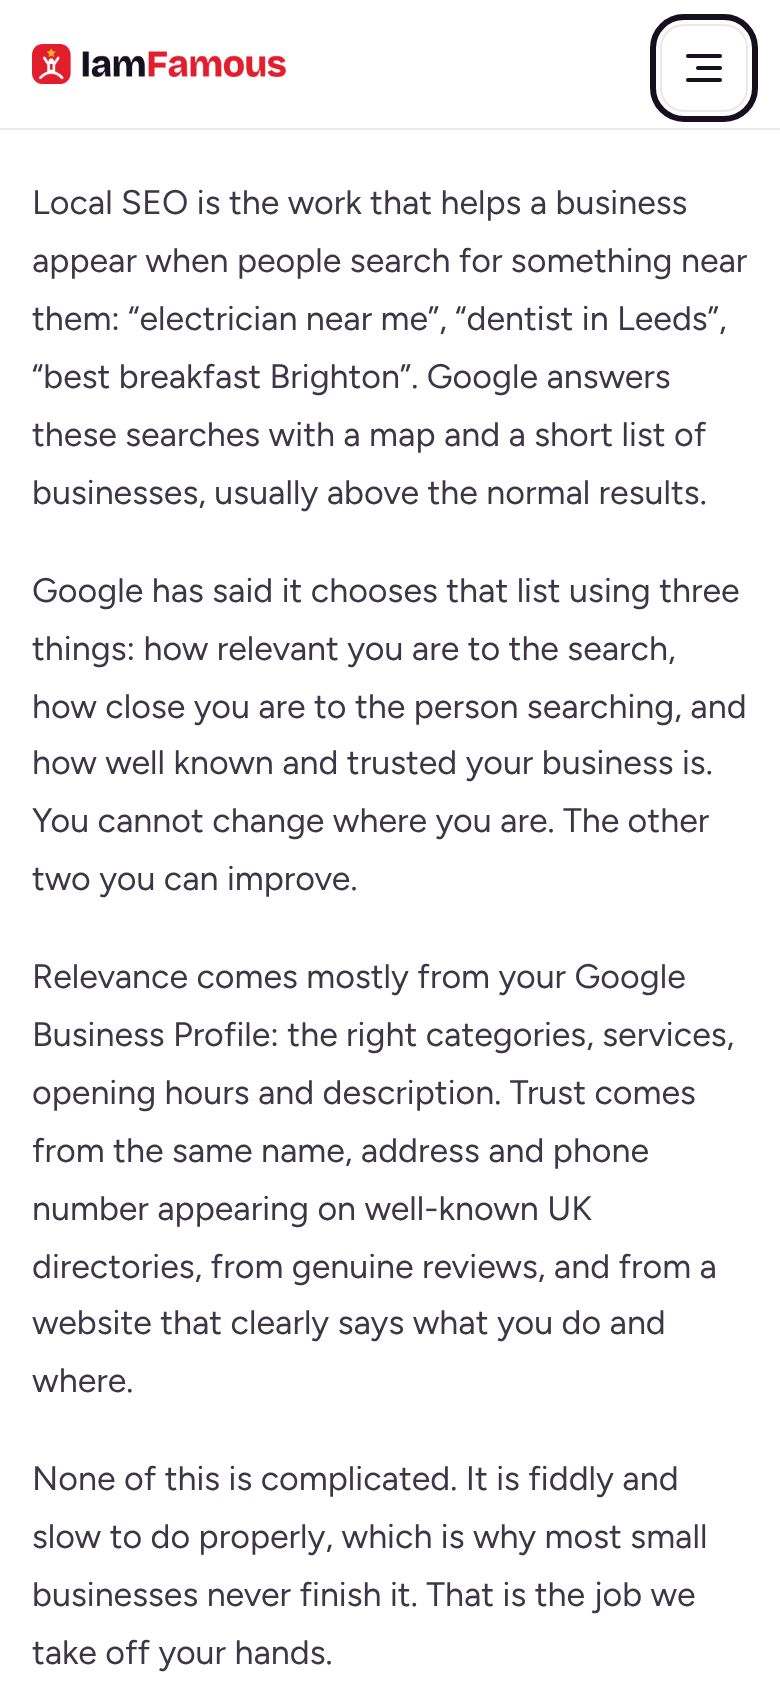 IamFamous
Local SEO is the work that helps a business
appear when people search for something near
them: “electrician near me”, “dentist in Leeds”,
“best breakfast Brighton”. Google answers
these searches with a map and a short list of
businesses, usually above the normal results.
Google has said it chooses that list using three
things: how relevant you are to the search,
how close you are to the person searching, and
how well known and trusted your business is.
You cannot change where you are. The other
two you can improve.
Relevance comes mostly from your Google
Business Profile: the right categories, services,
opening hours and description. Trust comes
from the same name, address and phone
number appearing on well-known UK
directories, from genuine reviews, and from a
website that clearly says what you do and
where.
None of this is complicated. It is fiddly and
slow to do properly, which is why most small
businesses never finish it. That is the job we
take off your hands.